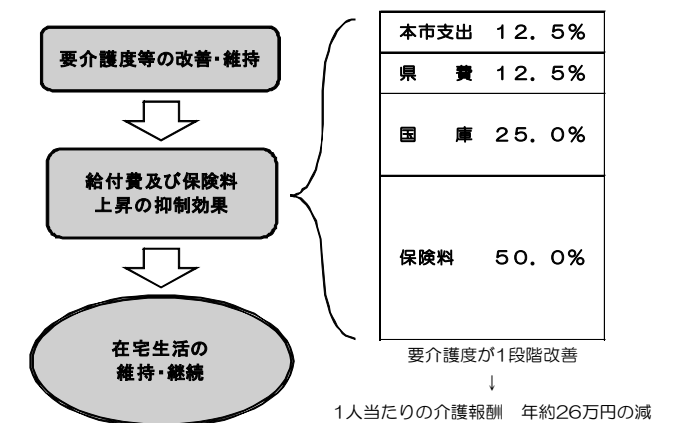 要介護度等の改善・維持
給付費及び保険料
上昇の抑制効果
在宅生活の
維持・継続
本市支出 12.5%
県 費 12.5%
国 庫 25.0%
保険料 50.0%
要介護度が1段階改善
↓
1人当たりの介護報酬 年約26万円の減